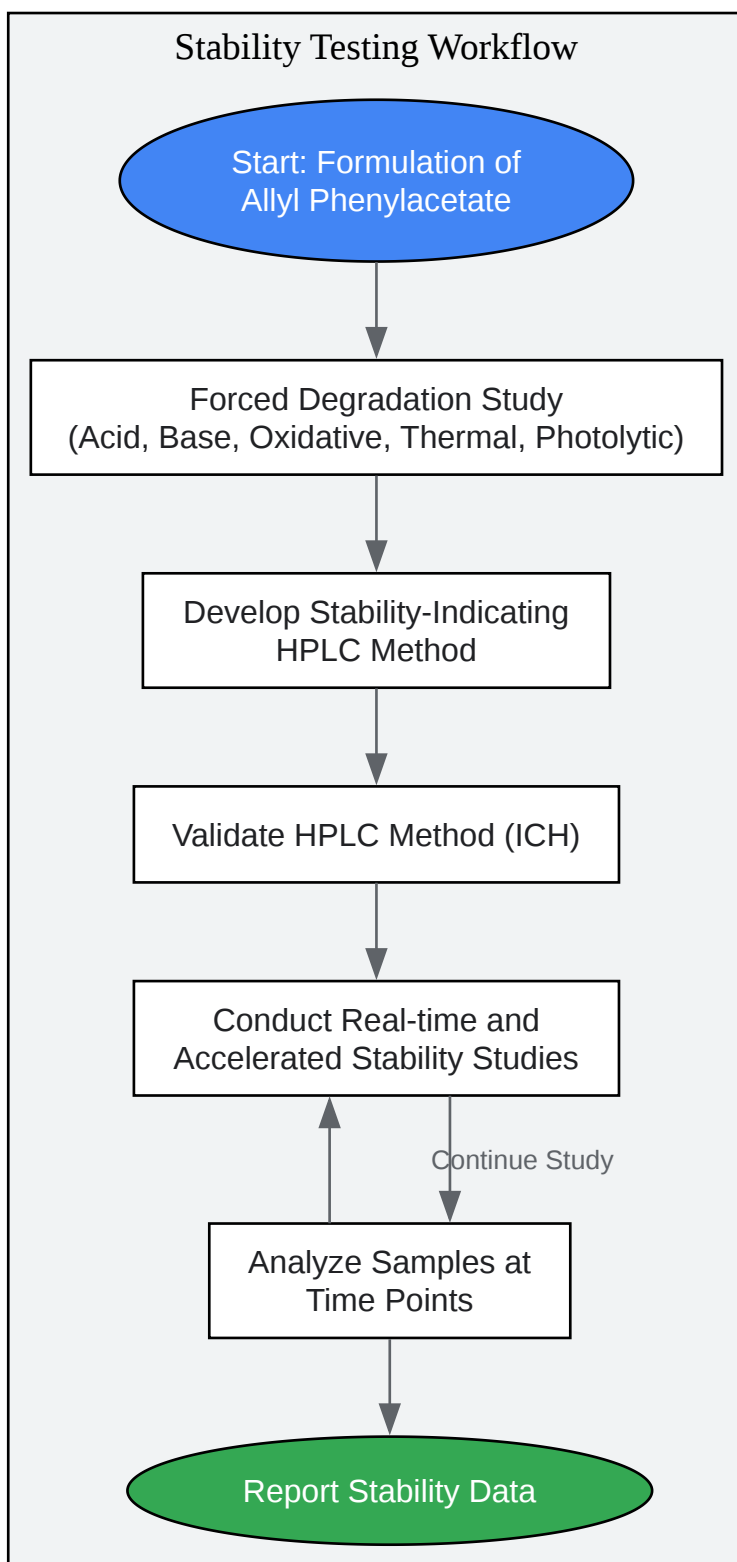 Stability Testing Workflow
Start: Formulation of
Allyl Phenylacetate
Forced Degradation Study
(Acid, Base, Oxidative, Thermal, Photolytic)
Develop Stability-Indicating
HPLC Method
Validate HPLC Method (ICH)
Conduct Real-time and
Accelerated Stability Studies
Continue Study
Analyze Samples at
Time Points
Report Stability Data